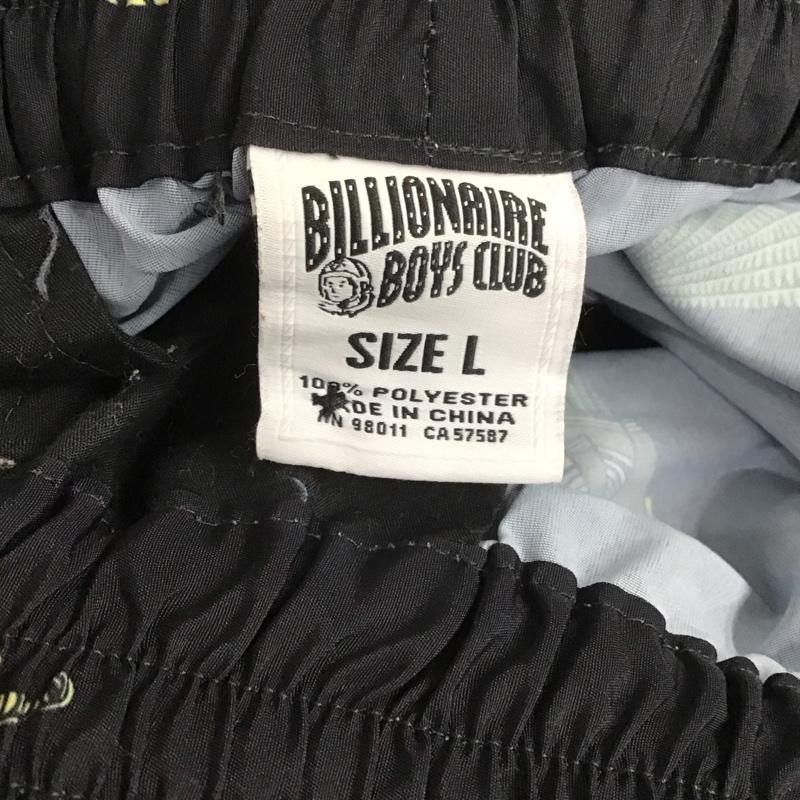 BILLIONAIRE
BOYS CLUB
SIZE L
100% POLYESTER
MADE IN CHINA
RN 98011 CA57587